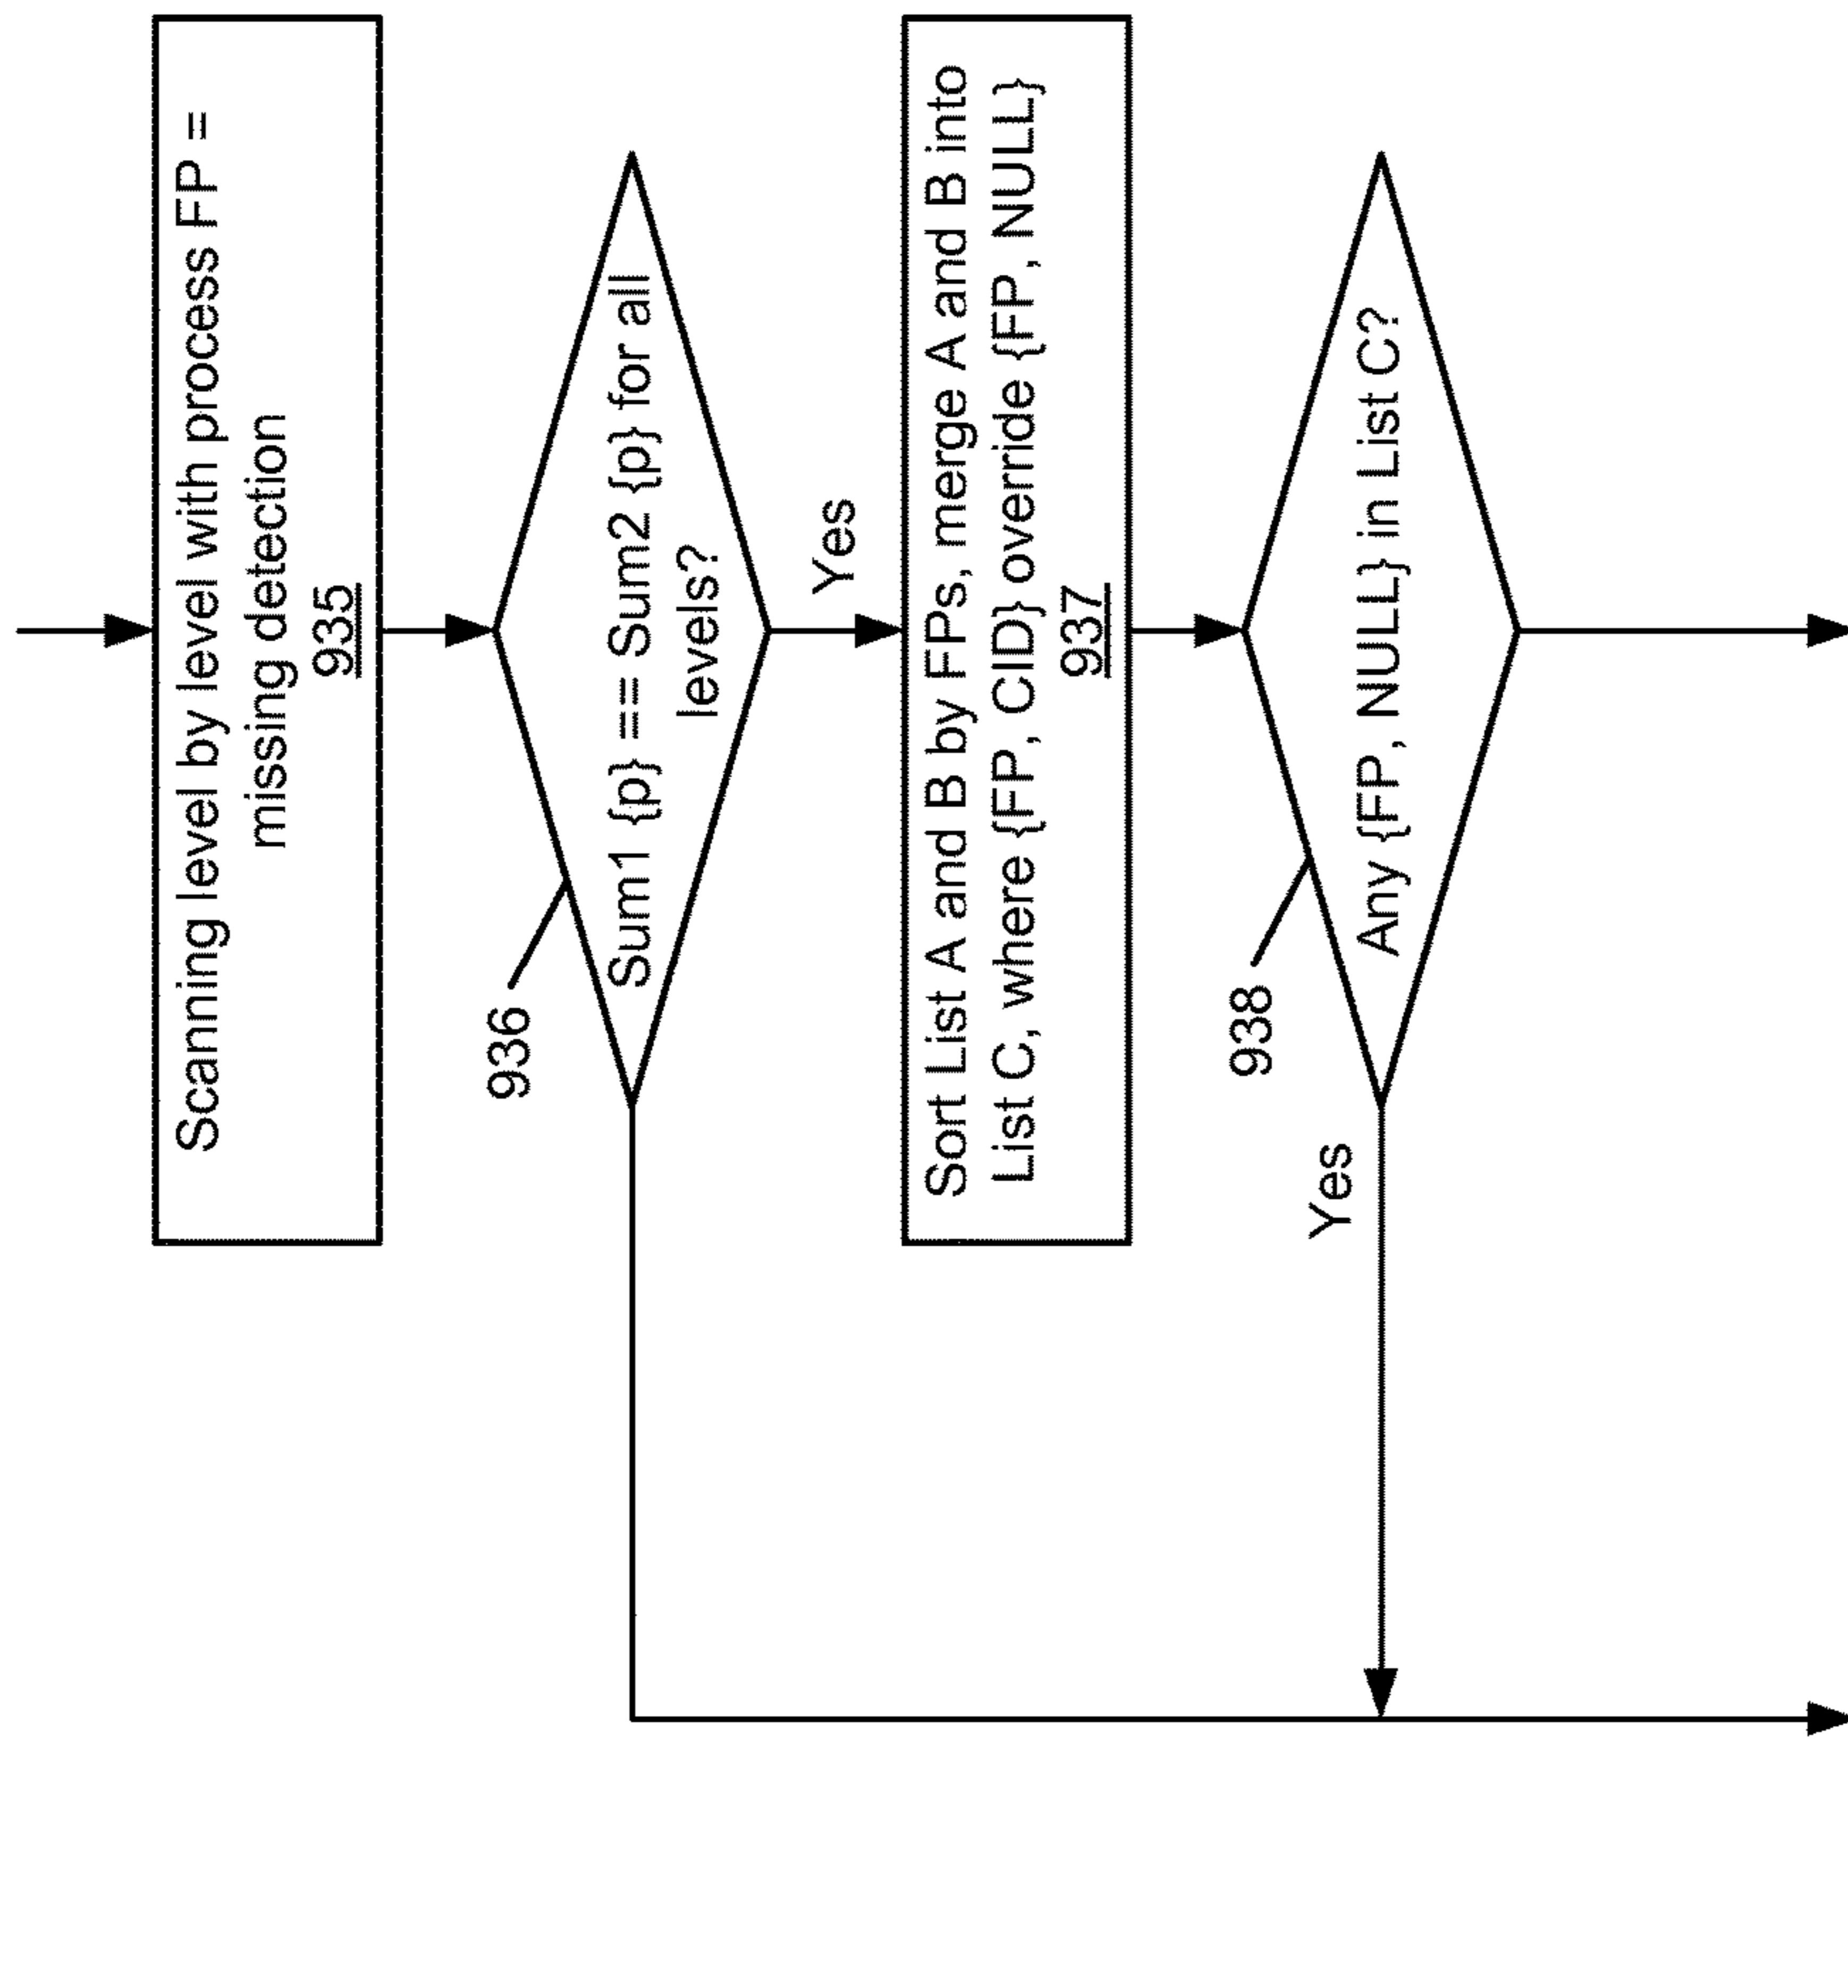 Scanning level by level with process FP =
missing detection
935
936
Sum1 {p} == Sum2 {p} for all
levels?
Yes
Sort List A and B by FPs, merge A and B into
List C, where {FP, CID} override {FP, NULL}
937
938
Any {FP, NULL} in List C?
Yes